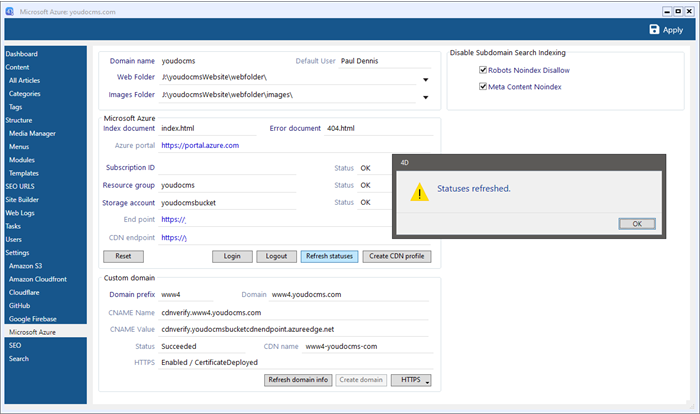 Microsoft Azure: youdocms.com
Apply
Dashboard
Content
All Articles
Categories
Tags
Structure
Media Manager
Menus
Modules
Templates
SEO URLS
Site Builder
Web Logs
Tasks
Users
Settings
Amazon S3
Amazon Cloudfront
Cloudflare
GitHub
Google Firebase
Microsoft Azure
SEO
Search
Domain name youdocms Default User Paul Dennis
Web Folder J:\youdocmsWebsite\webfolder\
Images Folder J:\youdocmsWebsite\webfolder\images\
Disable Subdomain Search Indexing
Robots Noindex Disallow
Meta Content Noindex
Microsoft Azure
Index document index.html Error document 404.html
Azure portal https://portal.azure.com
Subscription ID Status OK
Resource group youdocms Status OK
Storage account youdocmsbucket Status OK
End point https://
CDN endpoint https://
Reset Login Logout Refresh statuses Create CDN profile
4D
Statuses refreshed.
OK
Custom domain
Domain prefix www4 Domain www4.youdocms.com
CNAME Name cdnverify.www4.youdocms.com
CNAME Value cdnverify.youdocmsbucketcdnendpoint.azureedge.net
Status Succeeded CDN name www4-youdocms-com
HTTPS Enabled / CertificateDeployed
Refresh domain info Create domain HTTPS